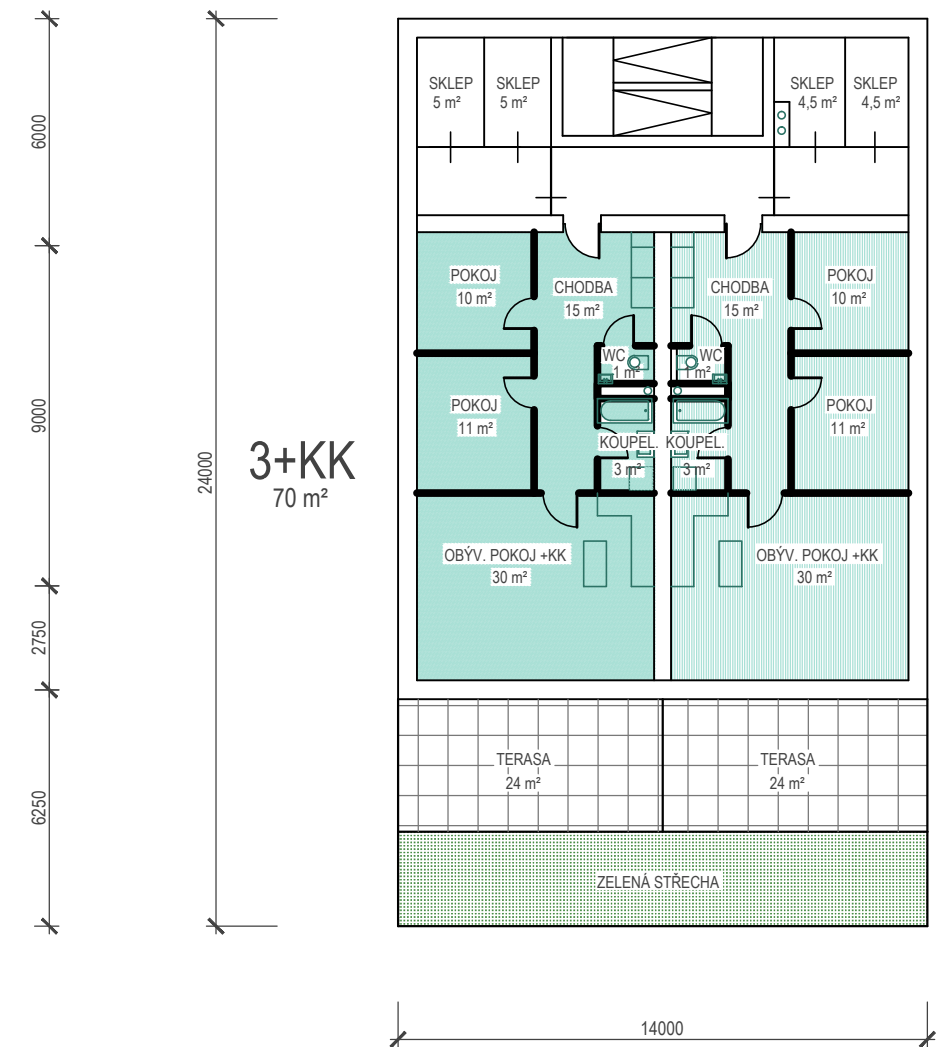 SKLEP
5 m²
SKLEP
5 m²
SKLEP
4,5 m²
SKLEP
4,5 m²
6000
POKOJ
10 m²
CHODBA
15 m²
CHODBA
15 m²
POKOJ
10 m²
WC
1 m²
WC
1 m²
9000
POKOJ
11 m²
POKOJ
11 m²
24000
3+KK
70 m²
KOUPEL.
3 m²
KOUPEL.
3 m²
OBÝV. POKOJ +KK
30 m²
OBÝV. POKOJ +KK
30 m²
2750
TERASA
24 m²
TERASA
24 m²
6250
ZELENÁ STŘECHA
14000